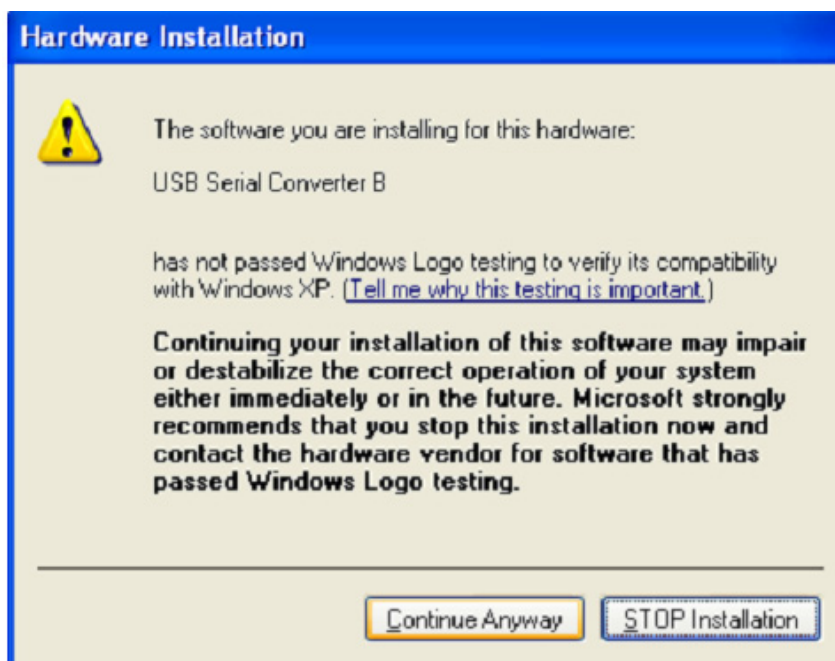 Hardware Installation
The software you are installing for this hardware:
USB Serial Converter B
has not passed Windows Logo testing to verify its compatibility
with Windows XP. (Tell me why this testing is important.)
Continuing your installation of this software may impair
or destabilize the correct operation of your system
either immediately or in the future. Microsoft strongly
recommends that you stop this installation now and
contact the hardware vendor for software that has
passed Windows Logo testing.
Continue Anyway
STOP Installation